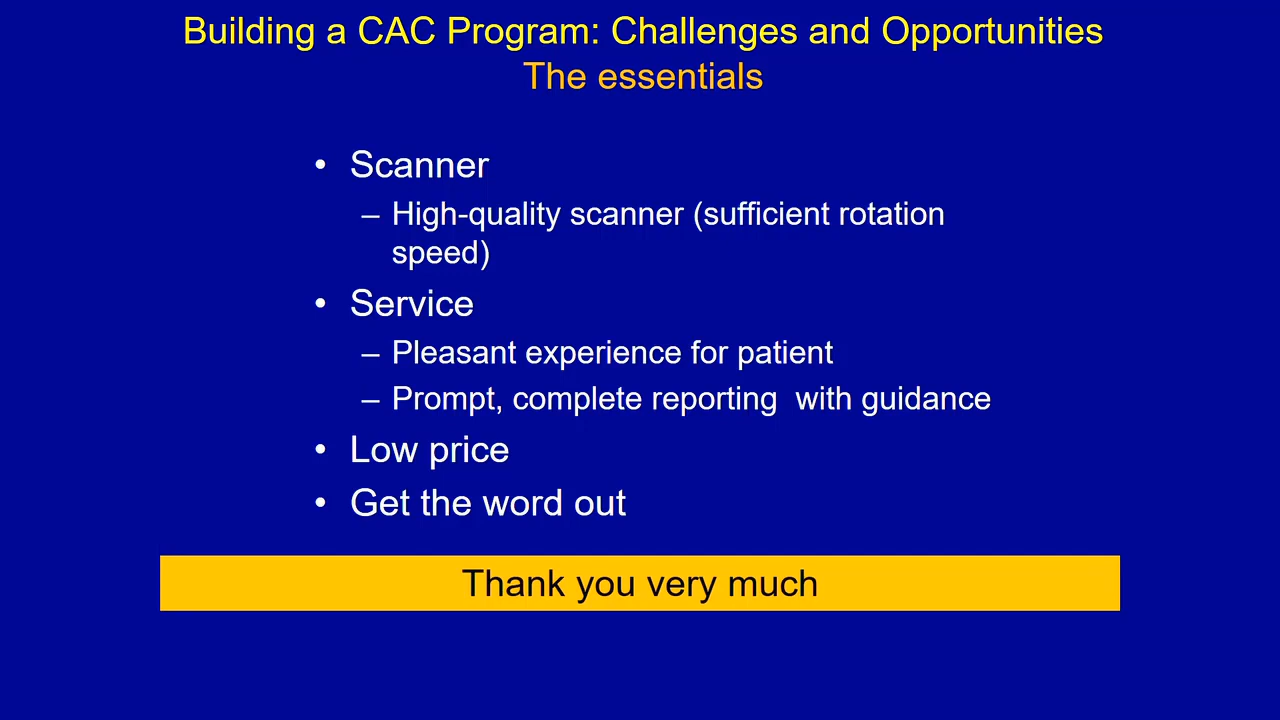 Building a CAC Program: Challenges and Opportunities
The essentials
• Scanner
– High-quality scanner (sufficient rotation
speed)
• Service
– Pleasant experience for patient
– Prompt, complete reporting  with guidance
• Low price
• Get the word out
Thank you very much